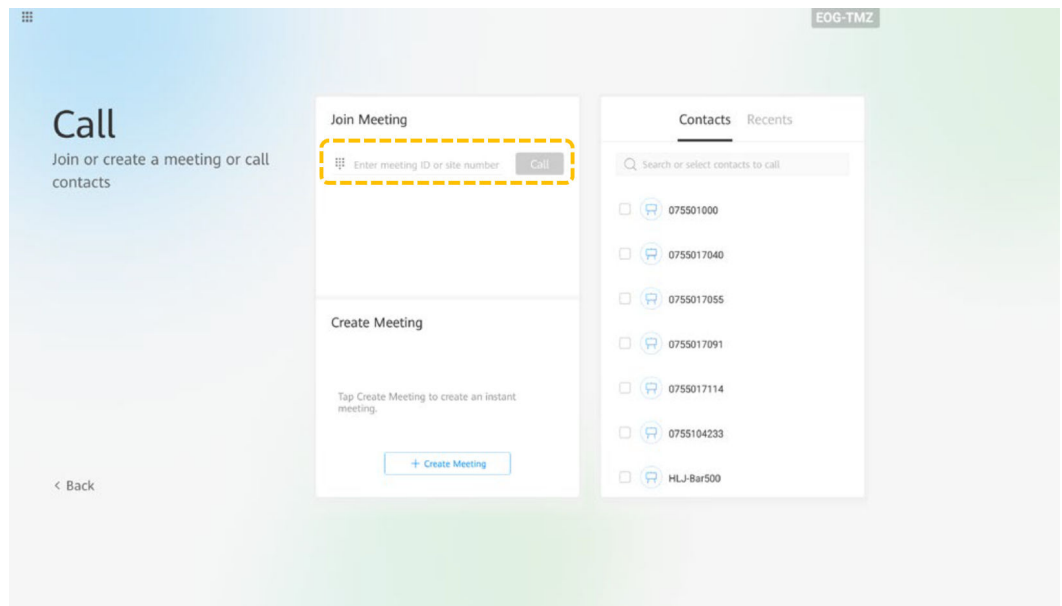 EOG-TMZ
Call
Join or create a meeting or call
contacts
< Back
Join Meeting
Enter meeting ID or site number
Call
Create Meeting
Tap Create Meeting to create an instant
meeting.
+ Create Meeting
Contacts Recents
Search or select contacts to call
075501000
0755017040
0755017055
0755017091
0755017114
0755104233
HLJ-Bar500